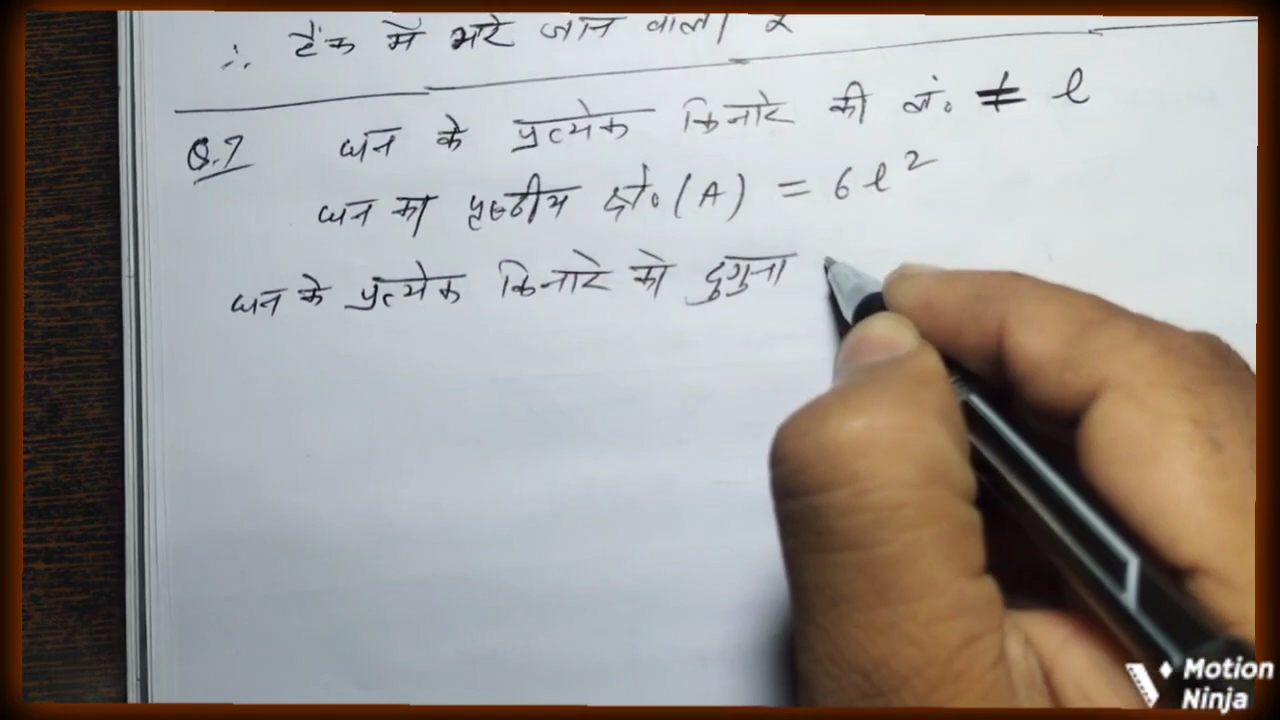 ∴ टैंक में भरे जाने वाला
Q.7 घन के प्रत्येक किनारे की लं० = l
घन का पृष्ठीय क्षे०(A) = 6l²
घन के प्रत्येक किनारे को दुगुना
Motion
Ninja